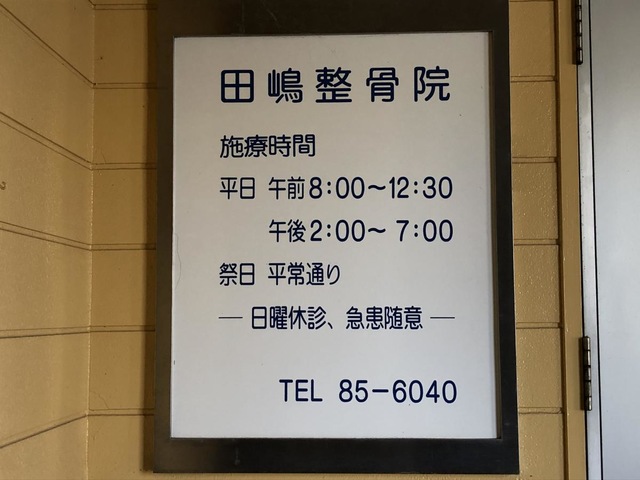 田嶋整骨院
施療時間
平日 午前8:00〜12:30
午後2:00〜 7:00
祭日 平常通り
— 日曜休診、急患随意 —
TEL 85-6040